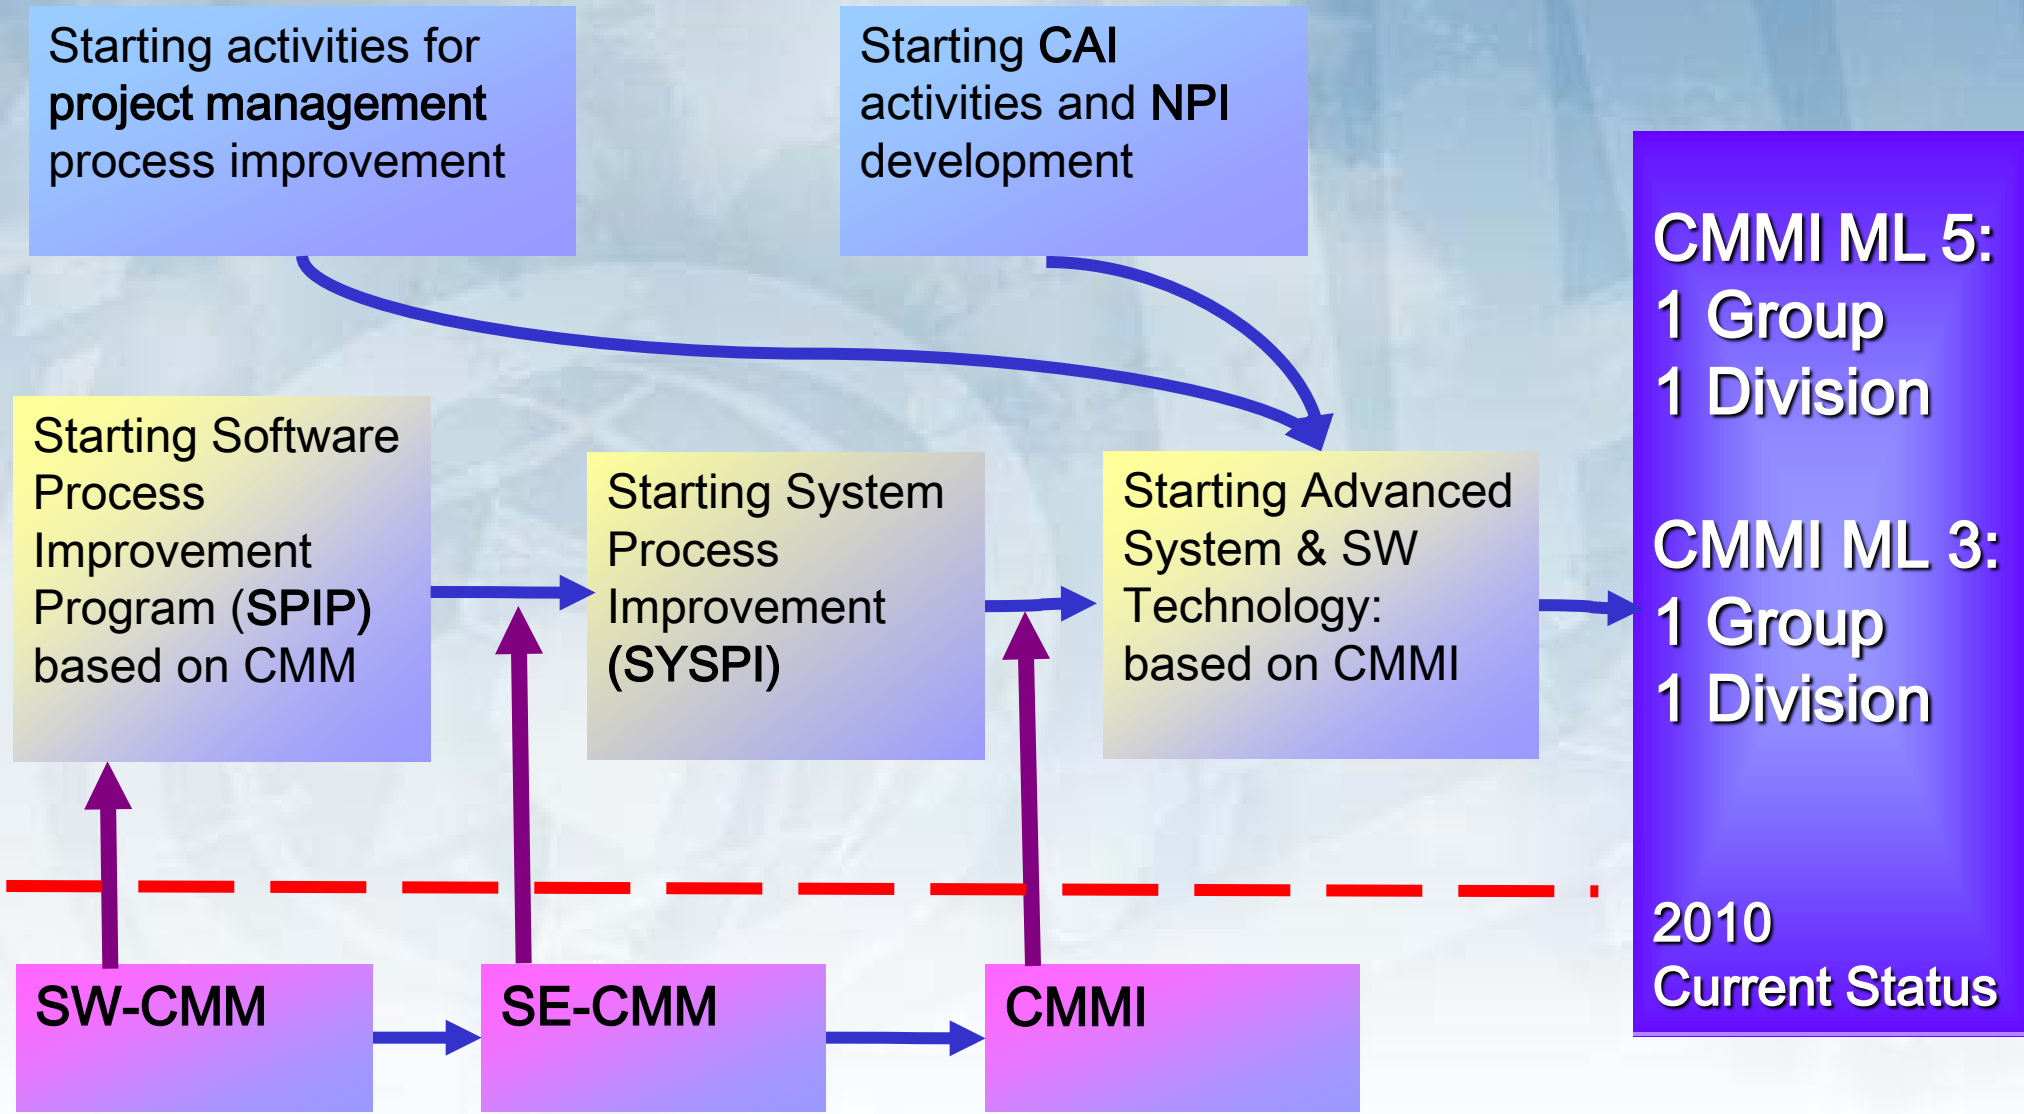 Starting activities for
project management
process improvement
Starting CAI
activities and NPI
development
Starting Software
Process
Improvement
Program (SPIP)
based on CMM
Starting System
Process
Improvement
(SYSPI)
Starting Advanced
System & SW
Technology:
based on CMMI
CMMI ML 5:
1 Group
1 Division
CMMI ML 3:
1 Group
1 Division
2010
Current Status
SW-CMM
SE-CMM
CMMI